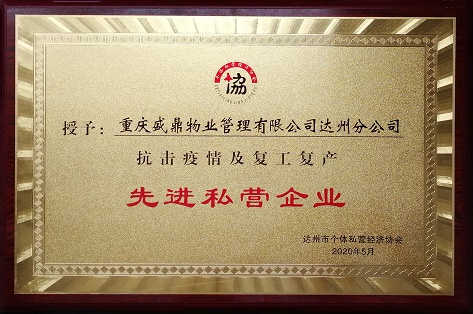 協
授予：重庆盛鼎物业管理有限公司达州分公司
抗击疫情及复工复产
先进私营企业
达州市个体私营经济协会
2020年5月